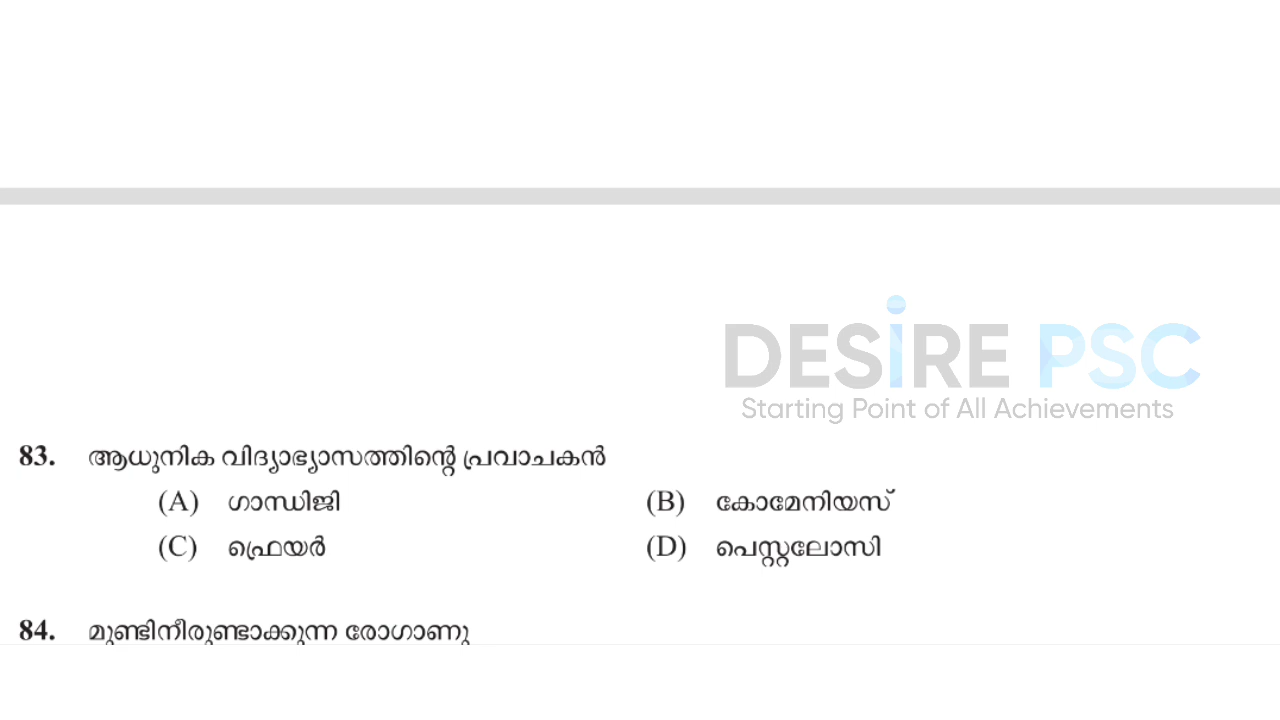 DESIRE PSC
Starting Point of All Achievements
83. ആധുനിക വിദ്യാഭ്യാസത്തിന്റെ പ്രവാചകൻ
(A) ഗാന്ധിജി (B) കോമേനിയസ്
(C) ഫ്രെയർ (D) പെസ്റ്റലോസി
84. മുണ്ടിനീരുണ്ടാക്കുന്ന രോഗാണു